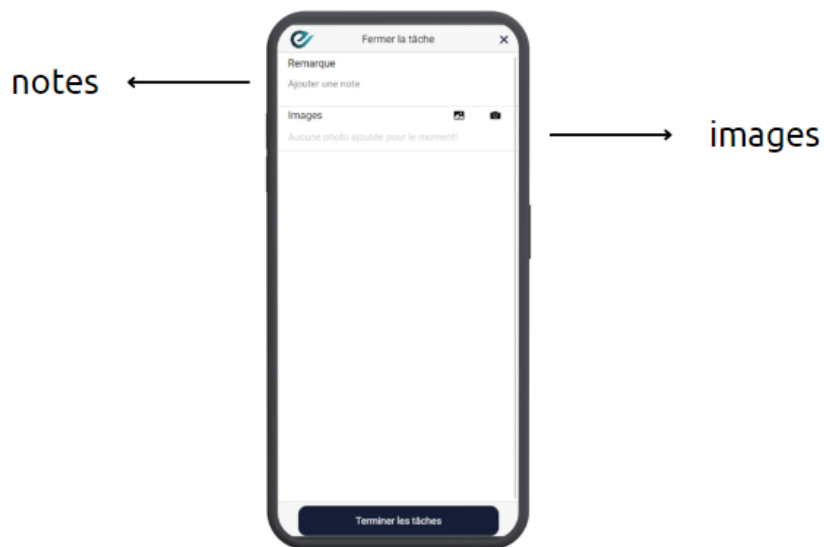 Fermer la tâche
Remarque
notes
Ajouter une note
Images
images
Aucune photo ajoutée pour le moment!
Terminer les tâches